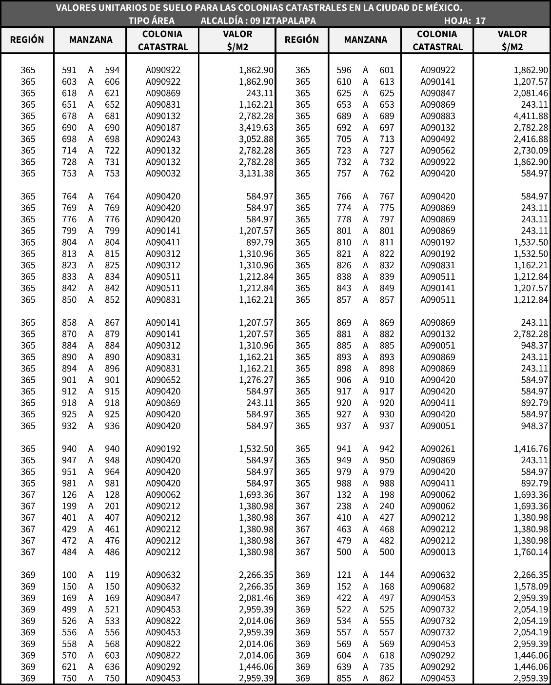 VALORES UNITARIOS DE SUELO PARA LAS COLONIAS CATASTRALES EN LA CIUDAD DE MÉXICO.
TIPO ÁREA ALCALDÍA : 09 IZTAPALAPA HOJA: 17
REGIÓN MANZANA COLONIA CATASTRAL VALOR $/M2 REGIÓN MANZANA COLONIA CATASTRAL VALOR $/M2
365 591 A 594 A090922 1,862.90 365 596 A 601 A090922 1,862.90
365 603 A 606 A090922 1,862.90 365 610 A 613 A090141 1,207.57
365 618 A 621 A090869 243.11 365 625 A 625 A090847 2,081.46
365 651 A 652 A090831 1,162.21 365 653 A 653 A090869 243.11
365 678 A 681 A090132 2,782.28 365 689 A 689 A090883 4,411.88
365 690 A 690 A090187 3,419.63 365 692 A 697 A090132 2,782.28
365 698 A 698 A090243 3,052.88 365 705 A 713 A090492 2,416.88
365 714 A 722 A090132 2,782.28 365 723 A 727 A090562 2,730.09
365 728 A 731 A090132 2,782.28 365 732 A 732 A090922 1,862.90
365 753 A 753 A090032 3,131.38 365 757 A 762 A090420 584.97
365 764 A 764 A090420 584.97 365 766 A 767 A090420 584.97
365 769 A 769 A090420 584.97 365 774 A 775 A090869 243.11
365 776 A 776 A090420 584.97 365 778 A 797 A090869 243.11
365 799 A 799 A090141 1,207.57 365 801 A 801 A090869 243.11
365 804 A 804 A090411 892.79 365 810 A 811 A090192 1,532.50
365 813 A 815 A090312 1,310.96 365 821 A 822 A090192 1,532.50
365 823 A 825 A090312 1,310.96 365 826 A 832 A090831 1,162.21
365 833 A 834 A090511 1,212.84 365 838 A 839 A090511 1,212.84
365 842 A 842 A090511 1,212.84 365 843 A 849 A090141 1,207.57
365 850 A 852 A090831 1,162.21 365 857 A 857 A090511 1,212.84
365 858 A 867 A090141 1,207.57 365 869 A 869 A090869 243.11
365 870 A 879 A090141 1,207.57 365 881 A 882 A090132 2,782.28
365 884 A 884 A090312 1,310.96 365 885 A 885 A090051 948.37
365 890 A 890 A090831 1,162.21 365 893 A 893 A090869 243.11
365 894 A 896 A090831 1,162.21 365 898 A 898 A090869 243.11
365 901 A 901 A090652 1,276.27 365 906 A 910 A090420 584.97
365 912 A 915 A090420 584.97 365 917 A 917 A090420 584.97
365 918 A 918 A090869 243.11 365 920 A 920 A090411 892.79
365 925 A 925 A090420 584.97 365 927 A 930 A090420 584.97
365 932 A 936 A090420 584.97 365 937 A 937 A090051 948.37
365 940 A 940 A090192 1,532.50 365 941 A 942 A090261 1,416.76
365 947 A 948 A090420 584.97 365 949 A 950 A090869 243.11
365 951 A 964 A090420 584.97 365 979 A 979 A090420 584.97
365 981 A 981 A090420 584.97 365 988 A 988 A090411 892.79
367 126 A 128 A090062 1,693.36 367 132 A 198 A090062 1,693.36
367 199 A 201 A090212 1,380.98 367 238 A 240 A090062 1,693.36
367 401 A 407 A090212 1,380.98 367 410 A 427 A090212 1,380.98
367 429 A 461 A090212 1,380.98 367 463 A 468 A090212 1,380.98
367 472 A 476 A090212 1,380.98 367 479 A 482 A090212 1,380.98
367 484 A 486 A090212 1,380.98 367 500 A 500 A090013 1,760.14
369 100 A 119 A090632 2,266.35 369 121 A 144 A090632 2,266.35
369 150 A 150 A090632 2,266.35 369 152 A 168 A090682 1,578.09
369 169 A 169 A090847 2,081.46 369 422 A 497 A090453 2,959.39
369 499 A 521 A090453 2,959.39 369 522 A 525 A090732 2,054.19
369 526 A 533 A090822 2,014.06 369 534 A 555 A090732 2,054.19
369 556 A 556 A090453 2,959.39 369 557 A 557 A090732 2,054.19
369 558 A 568 A090822 2,014.06 369 569 A 569 A090453 2,959.39
369 570 A 603 A090822 2,014.06 369 604 A 618 A090292 1,446.06
369 621 A 636 A090292 1,446.06 369 639 A 735 A090292 1,446.06
369 750 A 750 A090453 2,959.39 369 855 A 862 A090453 2,959.39